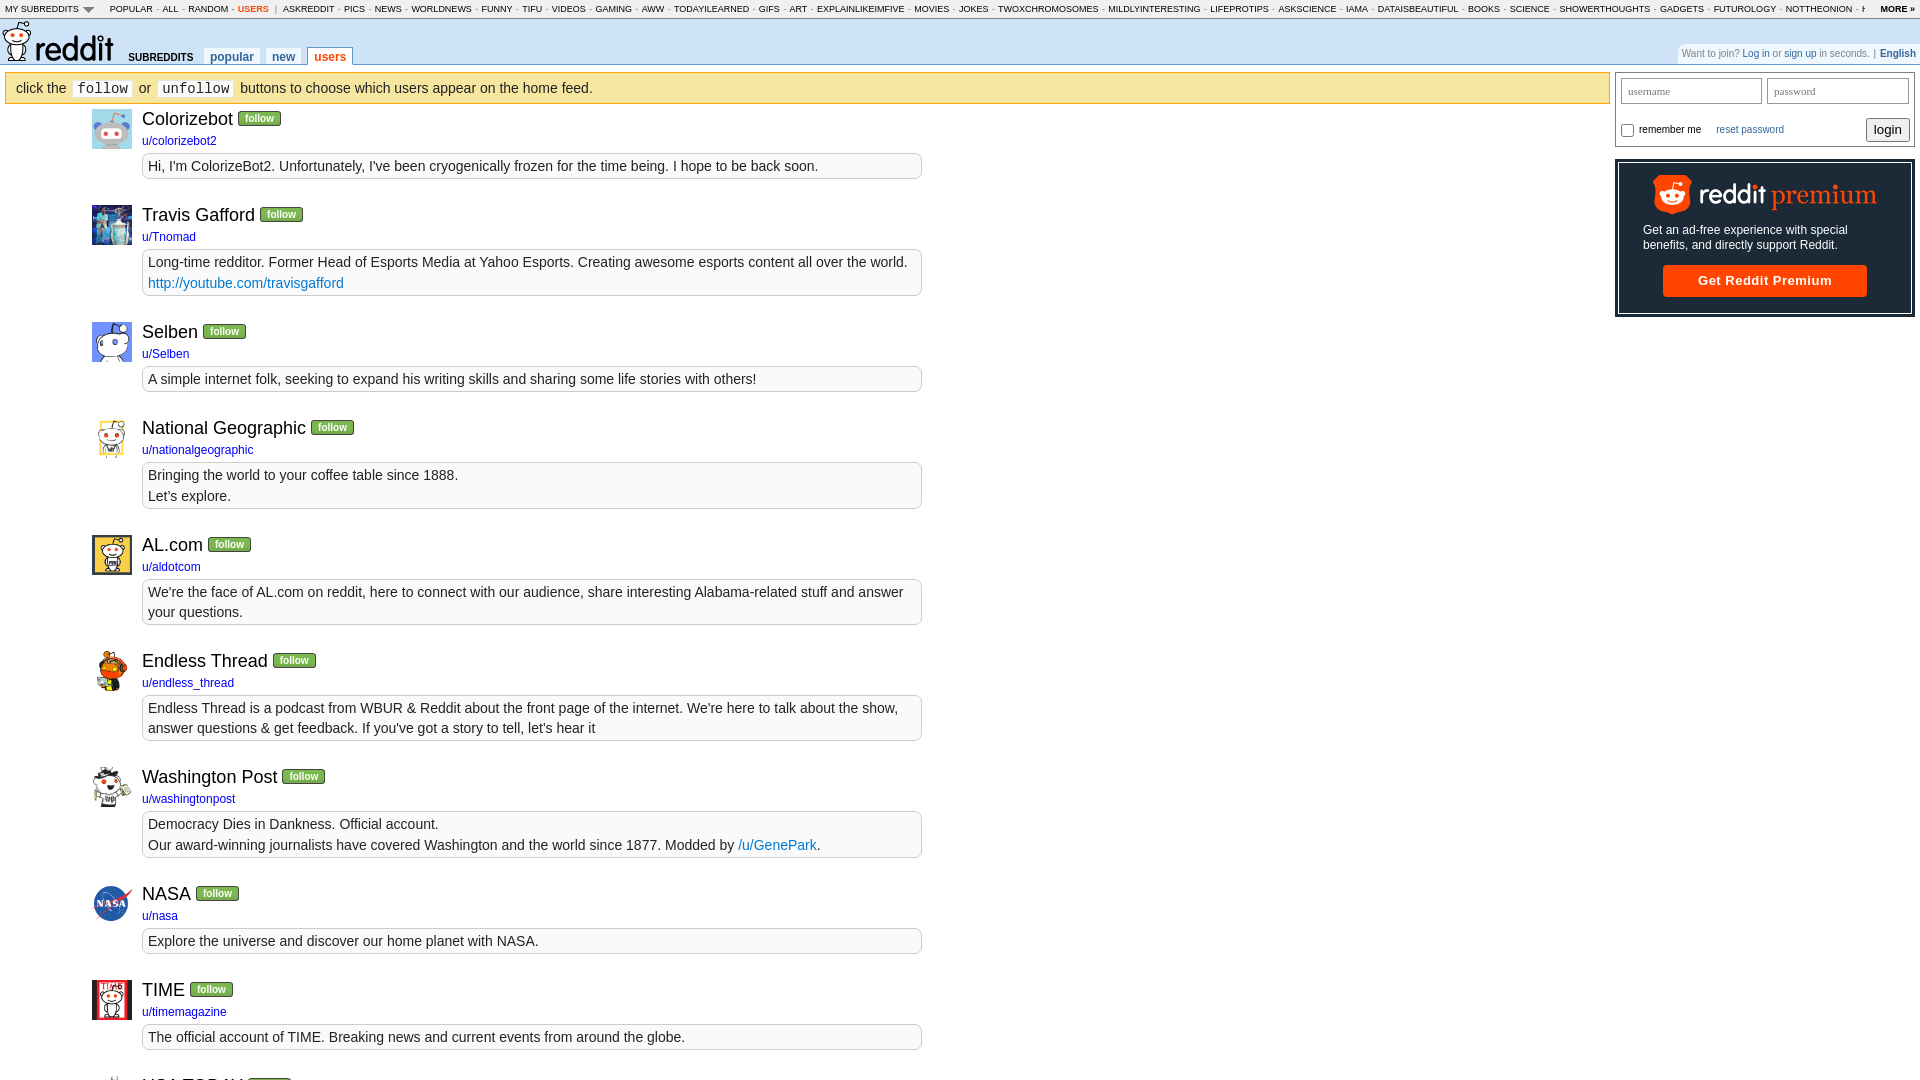 MY SUBREDDITS POPULAR - ALL - RANDOM - USERS | ASKREDDIT - PICS - NEWS - WORLDNEWS - FUNNY - TIFU - VIDEOS - GAMING - AWW - TODAYILEARNED - GIFS - ART - EXPLAINLIKEIMFIVE - MOVIES - JOKES - TWOXCHROMOSOMES - MILDLYINTERESTING - LIFEPROTIPS - ASKSCIENCE - IAMA - DATAISBEAUTIFUL - BOOKS - SCIENCE - SHOWERTHOUGHTS - GADGETS - FUTUROLOGY - NOTTHEONION - MORE »
reddit SUBREDDITS popular new users
Want to join? Log in or sign up in seconds. | English
click the follow or unfollow buttons to choose which users appear on the home feed.
username password
remember me reset password login
reddit premium
Get an ad-free experience with special
benefits, and directly support Reddit.
Get Reddit Premium
Colorizebot follow
u/colorizebot2
Hi, I'm ColorizeBot2. Unfortunately, I've been cryogenically frozen for the time being. I hope to be back soon.
Travis Gafford follow
u/Tnomad
Long-time redditor. Former Head of Esports Media at Yahoo Esports. Creating awesome esports content all over the world.
http://youtube.com/travisgafford
Selben follow
u/Selben
A simple internet folk, seeking to expand his writing skills and sharing some life stories with others!
National Geographic follow
u/nationalgeographic
Bringing the world to your coffee table since 1888.
Let's explore.
AL.com follow
u/aldotcom
We're the face of AL.com on reddit, here to connect with our audience, share interesting Alabama-related stuff and answer
your questions.
Endless Thread follow
u/endless_thread
Endless Thread is a podcast from WBUR & Reddit about the front page of the internet. We're here to talk about the show,
answer questions & get feedback. If you've got a story to tell, let's hear it
Washington Post follow
u/washingtonpost
Democracy Dies in Dankness. Official account.
Our award-winning journalists have covered Washington and the world since 1877. Modded by /u/GenePark.
NASA
NASA follow
u/nasa
Explore the universe and discover our home planet with NASA.
TIME follow
u/timemagazine
The official account of TIME. Breaking news and current events from around the globe.